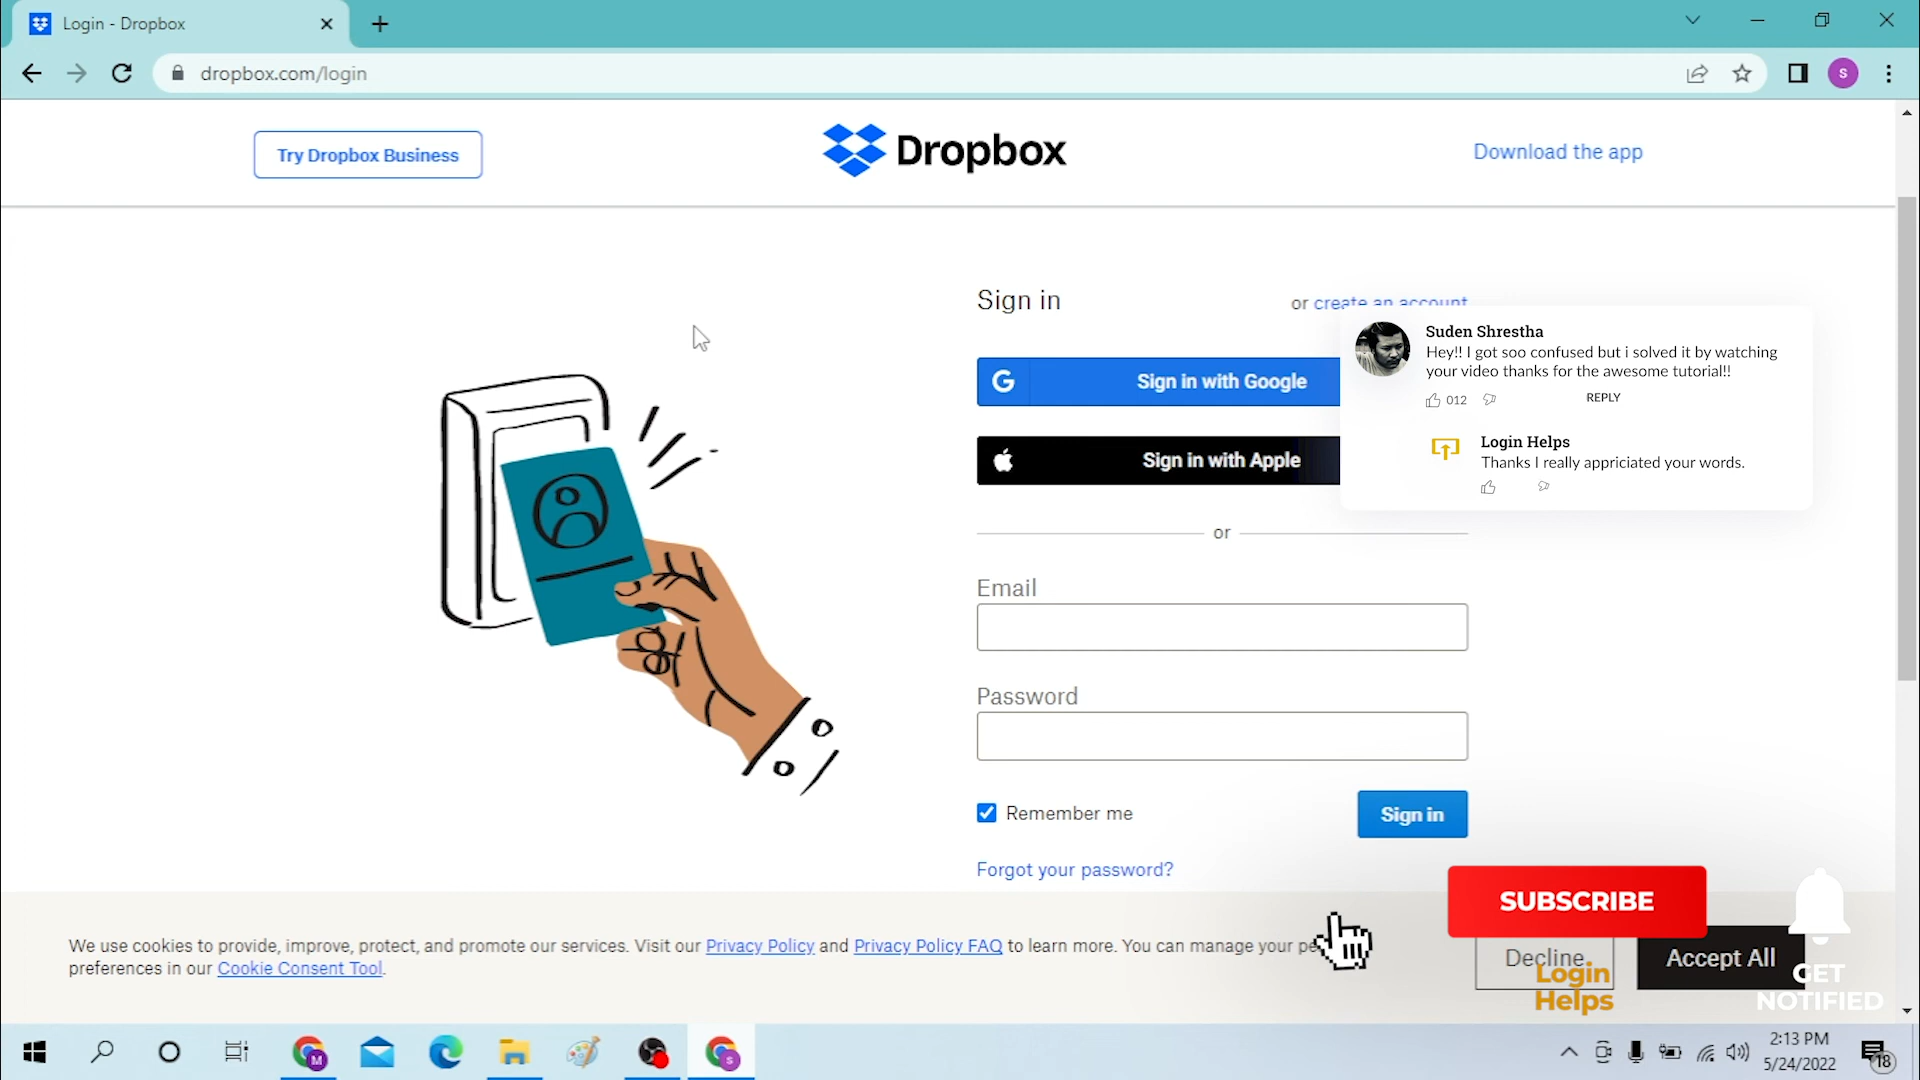 Login - Dropbox
dropbox.com/login
S
Try Dropbox Business
Dropbox
Download the app
Sign in
or create an account
Sign in with Google
Sign in with Apple
Suden Shrestha
Hey!! I got soo confused but i solved it by watching
your video thanks for the awesome tutorial!!
012
REPLY
Login Helps
Thanks I really appriciated your words.
or
Email
Password
Remember me
Sign in
Forgot your password?
SUBSCRIBE
We use cookies to provide, improve, protect, and promote our services. Visit our Privacy Policy and Privacy Policy FAQ to learn more. You can manage your pe
preferences in our Cookie Consent Tool.
Decline
Accept All
Login
Helps
GET
NOTIFIED
M
S
2:13 PM
5/24/2022
18